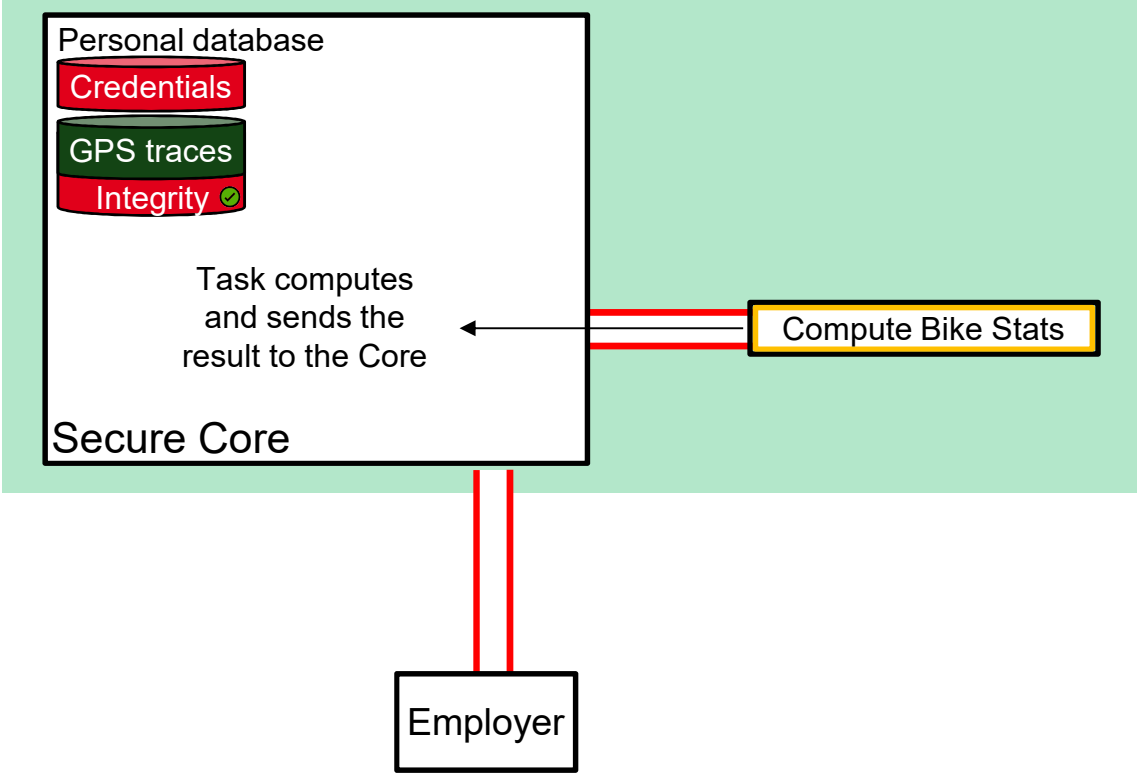 Personal database
Credentials
GPS traces
Integrity
Task computes
and sends the
result to the Core
Compute Bike Stats
Secure Core
Employer